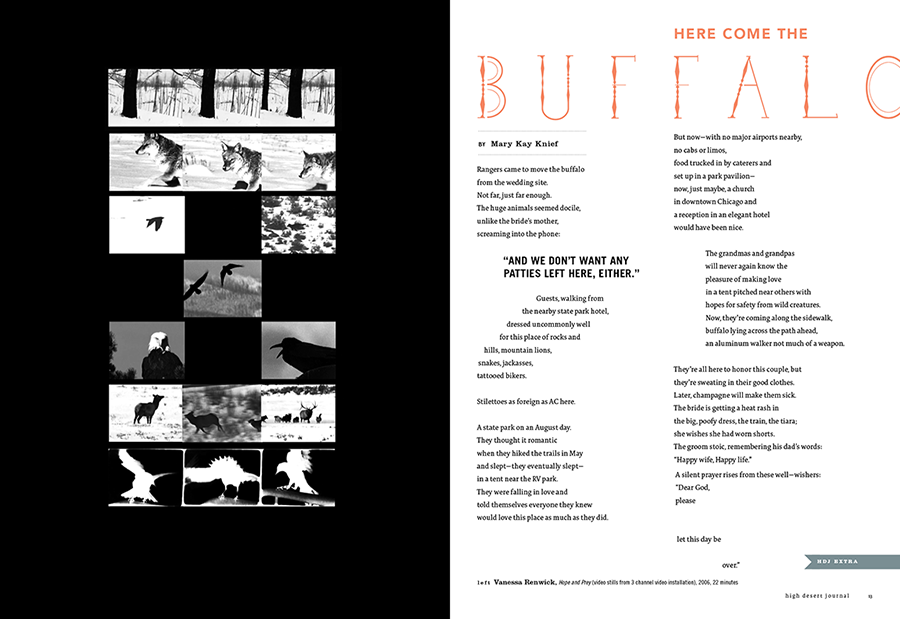 HERE COME THE
BUFFALO
BY Mary Kay Knief
Rangers came to move the buffalo
from the wedding site.
Not far, just far enough.
The huge animals seemed docile,
unlike the bride's mother,
screaming into the phone:
“AND WE DON'T WANT ANY
PATTIES LEFT HERE, EITHER.”
Guests, walking from
the nearby state park hotel,
dressed uncommonly well
for this place of rocks and
hills, mountain lions,
snakes, jackasses,
tattooed bikers.
Stilettoes as foreign as AC here.
A state park on an August day.
They thought it romantic
when they hiked the trails in May
and slept—they eventually slept—
in a tent near the RV park.
They were falling in love and
told themselves everyone they knew
would love this place as much as they did.
But now—with no major airports nearby,
no cabs or limos,
food trucked in by caterers and
set up in a park pavilion—
now, just maybe, a church
in downtown Chicago and
a reception in an elegant hotel
would have been nice.
The grandmas and grandpas
will never again know the
pleasure of making love
in a tent pitched near others with
hopes for safety from wild creatures.
Now, they're coming along the sidewalk,
buffalo lying across the path ahead,
an aluminum walker not much of a weapon.
They're all here to honor this couple, but
they're sweating in their good clothes.
Later, champagne will make them sick.
The bride is getting a heat rash in
the big, poofy dress, the train, the tiara;
she wishes she had worn shorts.
The groom stoic, remembering his dad's words:
“Happy wife, Happy life.”
A silent prayer rises from these well—wishers:
“Dear God,
please
let this day be
over.”
HDJ EXTRA
left Vanessa Renwick, Hope and Prey (video stills from 3 channel video installation), 2006, 22 minutes
high desert journal 13